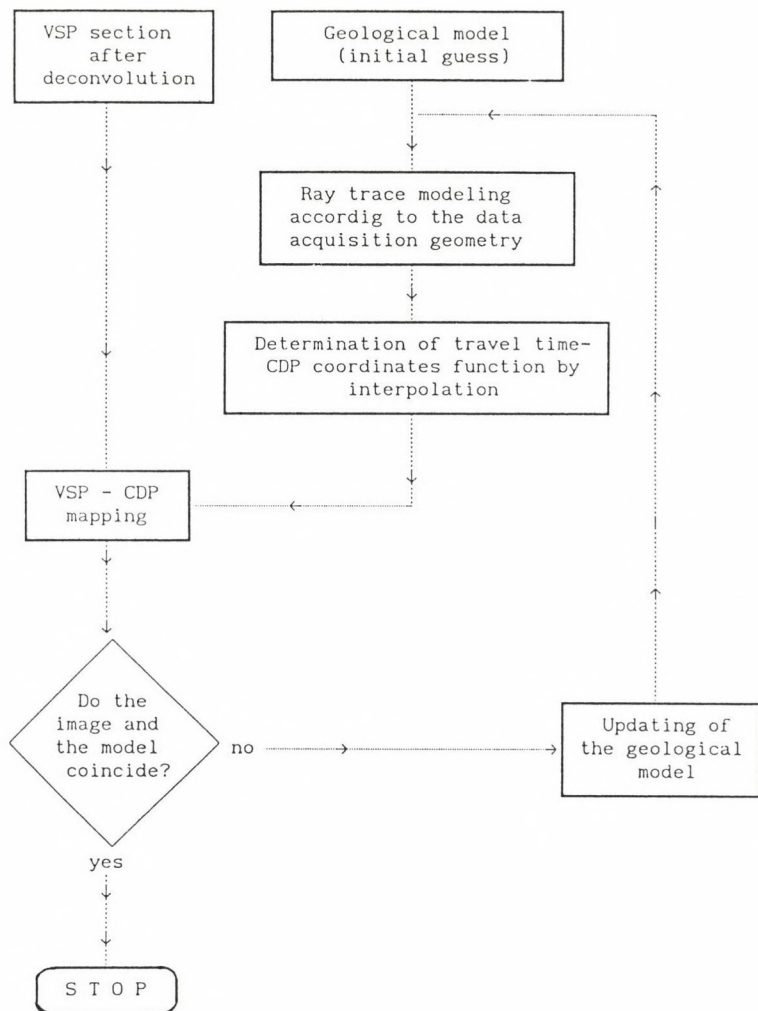 VSP section
after
deconvolution
Geological model
(initial guess)
Ray trace modeling
accordig to the data
acquisition geometry
Determination of travel time-
CDP coordinates function by
interpolation
VSP - CDP
mapping
Do the
image and
the model
coincide?
no
Updating of
the geological
model
yes
S T O P